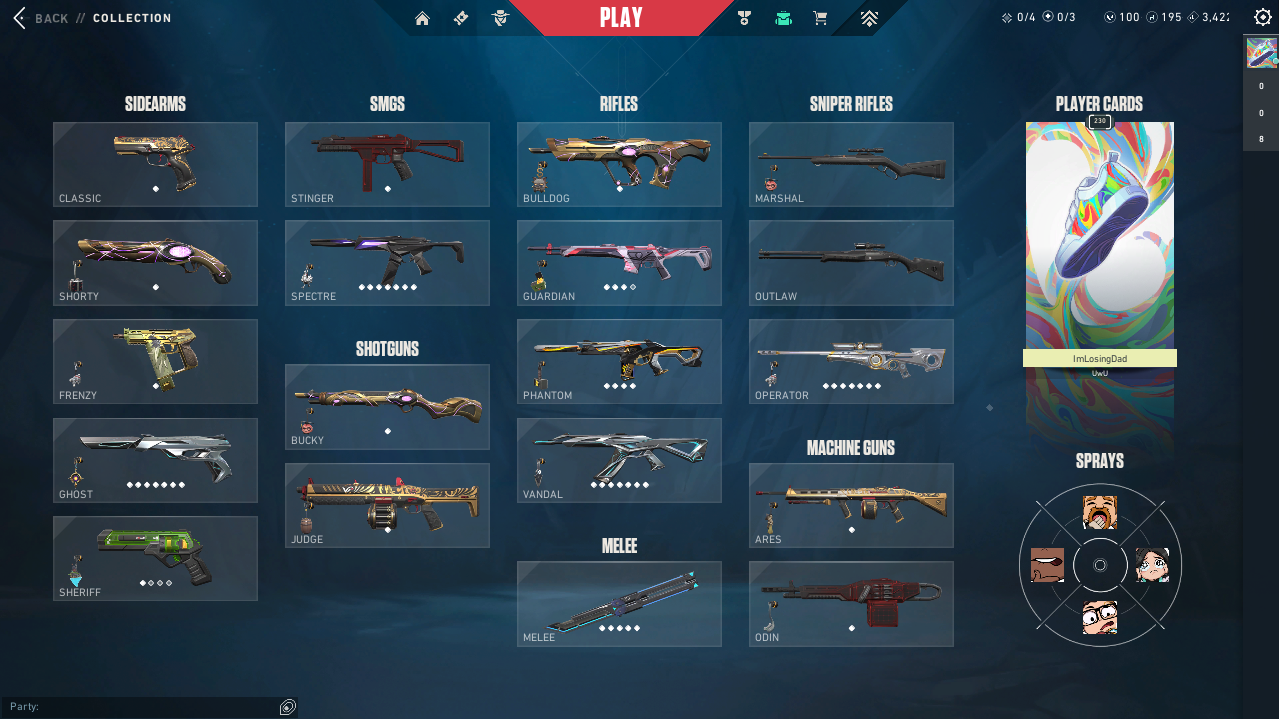 BACK // COLLECTION
PLAY
0/4 0/3 100 195
SIDEARMS
SMGS
RIFLES
SNIPER RIFLES
PLAYER CARDS
230
0
0
8
CLASSIC
STINGER
BULLDOG
MARSHAL
SHORTY
SPECTRE
GUARDIAN
OUTLAW
SHOTGUNS
ImLosingDad
UwU
FRENZY
PHANTOM
OPERATOR
BUCKY
MACHINE GUNS
SPRAYS
GHOST
VANDAL
JUDGE
ARES
MELEE
SHERIFF
MELEE
ODIN
Party: